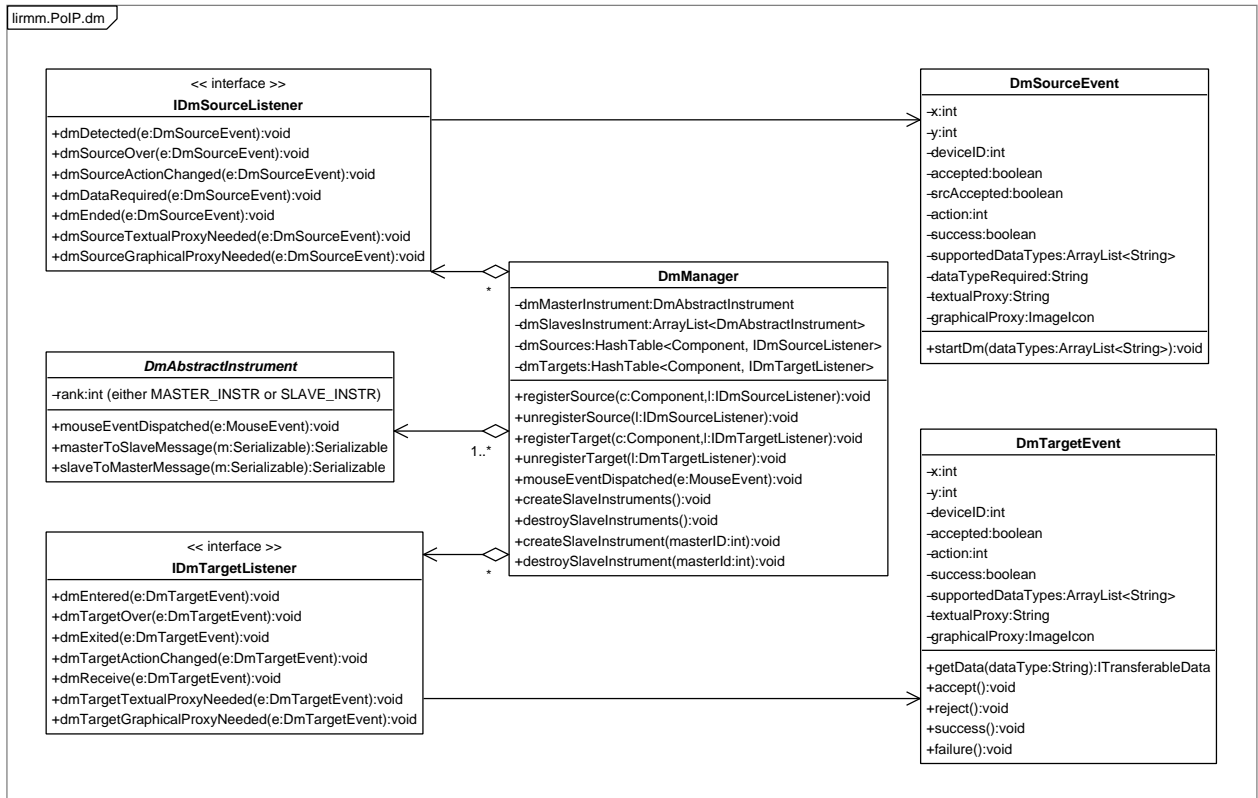 lirmm.PoIP.dm
<< interface >>
IDmSourceListener
+dmDetected(e:DmSourceEvent):void
+dmSourceOver(e:DmSourceEvent):void
+dmSourceActionChanged(e:DmSourceEvent):void
+dmDataRequired(e:DmSourceEvent):void
+dmEnded(e:DmSourceEvent):void
+dmSourceTextualProxyNeeded(e:DmSourceEvent):void
+dmSourceGraphicalProxyNeeded(e:DmSourceEvent):void
*
DmAbstractInstrument
-rank:int (either MASTER_INSTR or SLAVE_INSTR)
+mouseEventDispatched(e:MouseEvent):void
+masterToSlaveMessage(m:Serializable):Serializable
+slaveToMasterMessage(m:Serializable):Serializable
1..*
<< interface >>
IDmTargetListener
+dmEntered(e:DmTargetEvent):void
+dmTargetOver(e:DmTargetEvent):void
+dmExited(e:DmTargetEvent):void
+dmTargetActionChanged(e:DmTargetEvent):void
+dmReceive(e:DmTargetEvent):void
+dmTargetTextualProxyNeeded(e:DmTargetEvent):void
+dmTargetGraphicalProxyNeeded(e:DmTargetEvent):void
*
DmManager
-dmMasterInstrument:DmAbstractInstrument
-dmSlavesInstrument:ArrayList<DmAbstractInstrument>
-dmSources:HashTable<Component, IDmSourceListener>
-dmTargets:HashTable<Component, IDmTargetListener>
+registerSource(c:Component,l:IDmSourceListener):void
+unregisterSource(l:IDmSourceListener):void
+registerTarget(c:Component,l:IDmTargetListener):void
+unregisterTarget(l:DmTargetListener):void
+mouseEventDispatched(e:MouseEvent):void
+createSlaveInstruments():void
+destroySlaveInstruments():void
+createSlaveInstrument(masterID:int):void
+destroySlaveInstrument(masterId:int):void
DmSourceEvent
-x:int
-y:int
-deviceID:int
-accepted:boolean
-srcAccepted:boolean
-action:int
-success:boolean
-supportedDataTypes:ArrayList<String>
-dataTypeRequired:String
-textualProxy:String
-graphicalProxy:ImageIcon
+startDm(dataTypes:ArrayList<String>):void
DmTargetEvent
-x:int
-y:int
-deviceID:int
-accepted:boolean
-action:int
-success:boolean
-supportedDataTypes:ArrayList<String>
-textualProxy:String
-graphicalProxy:ImageIcon
+getData(dataType:String):ITransferableData
+accept():void
+reject():void
+success():void
+failure():void